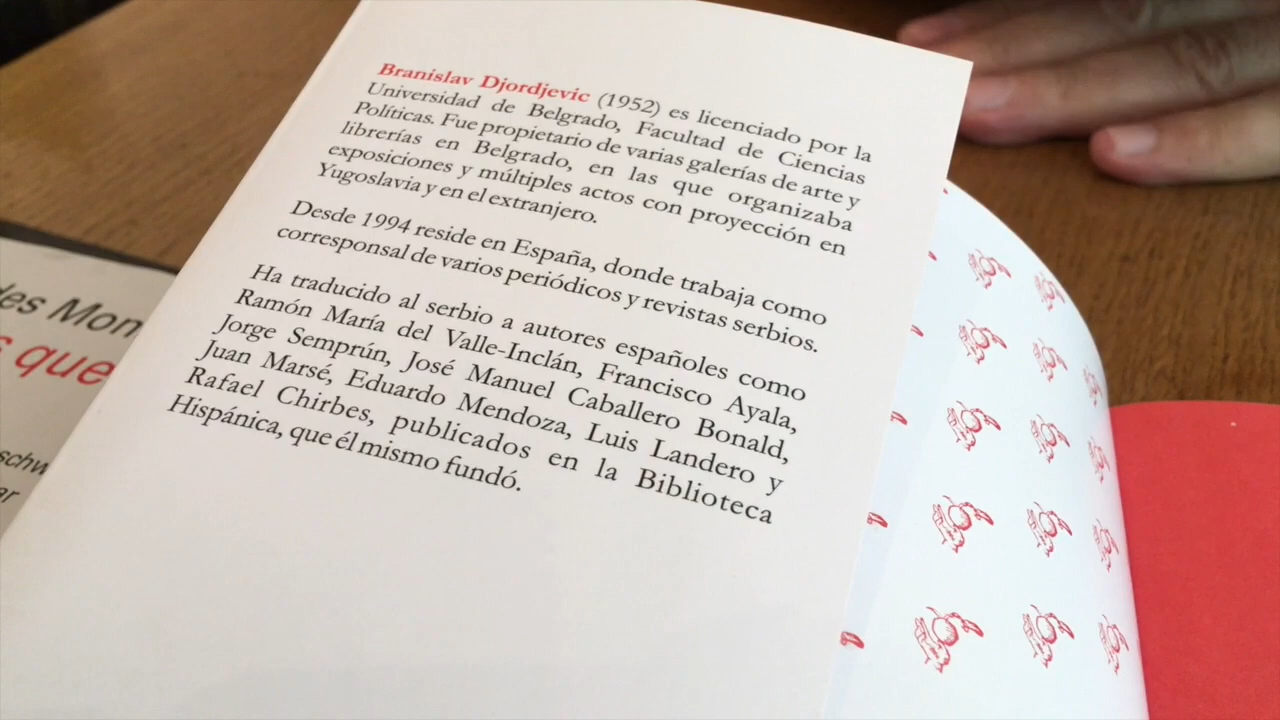 Branislav Djordjevic (1952) es licenciado por la
Universidad de Belgrado, Facultad de Ciencias
Políticas. Fue propietario de varias galerías de arte y
librerías en Belgrado, en las que organizaba
exposiciones y múltiples actos con proyección en
Yugoslavia y en el extranjero.
Desde 1994 reside en España, donde trabaja como
corresponsal de varios periódicos y revistas serbios.
Ha traducido al serbio a autores españoles como
Ramón María del Valle-Inclán, Francisco Ayala,
Jorge Semprún, José Manuel Caballero Bonald,
Juan Marsé, Eduardo Mendoza, Luis Landero y
Rafael Chirbes, publicados en la Biblioteca
Hispánica, que él mismo fundó.
que